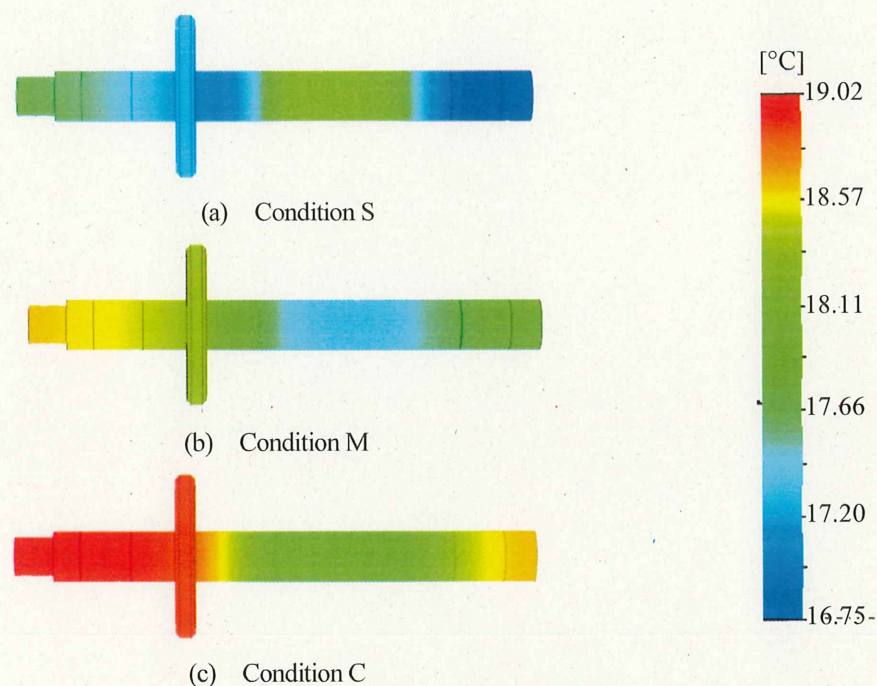 [°C]
19.02
18.57
18.11
17.66
17.20
16.75
(a) Condition S
(b) Condition M
(c) Condition C